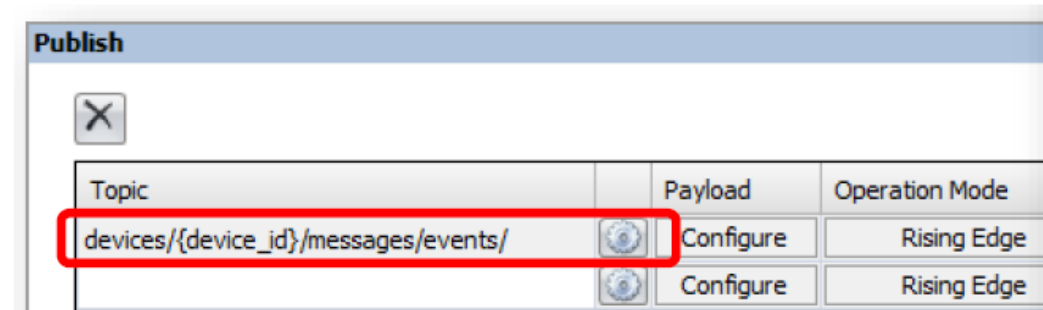 Publish
Topic Payload Operation Mode
devices/{device_id}/messages/events/ Configure Rising Edge
Configure Rising Edge